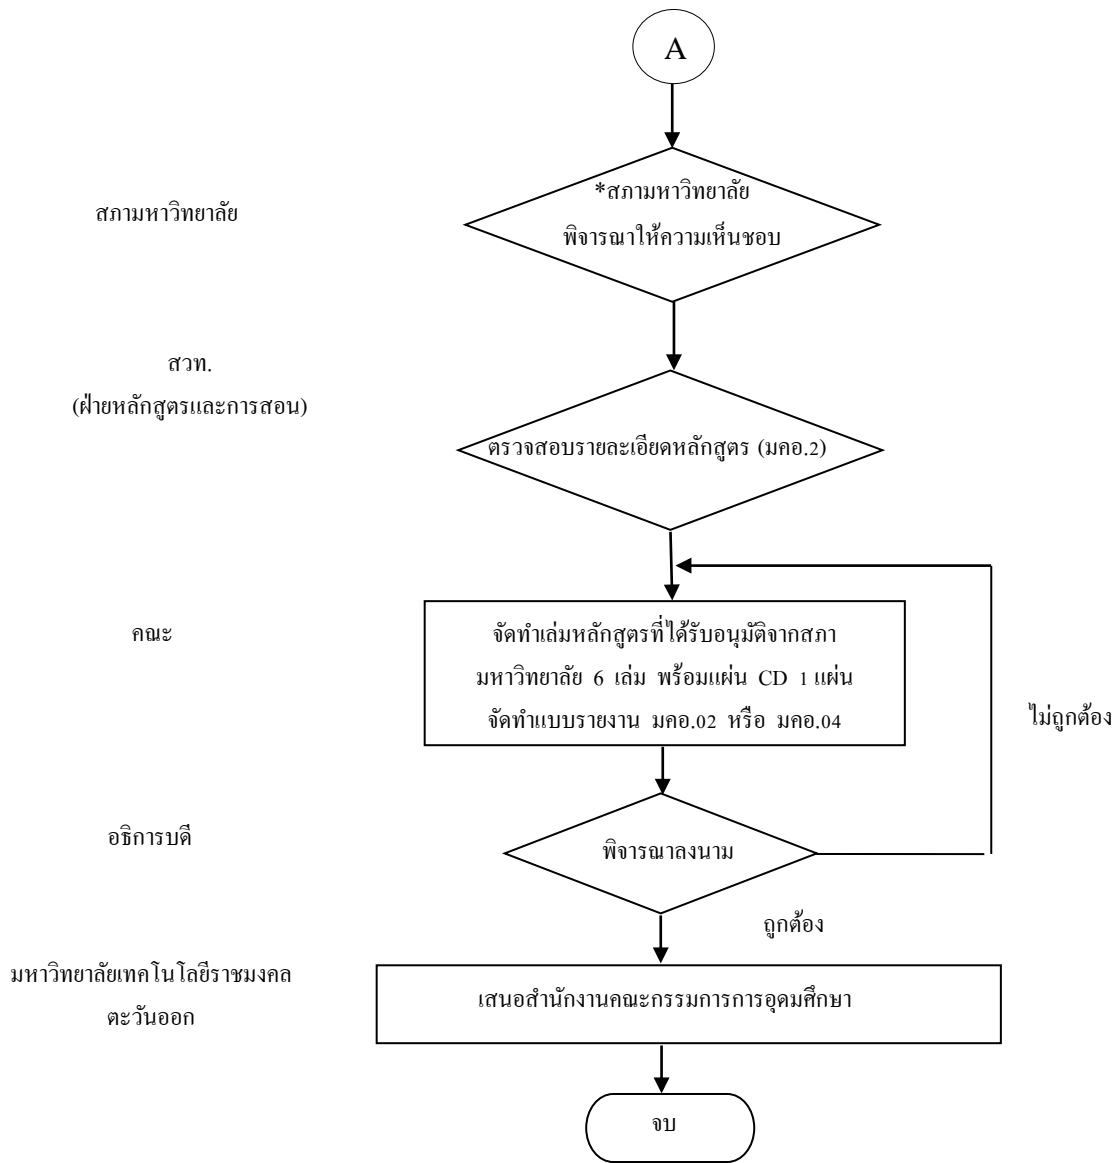 A
สภามหาวิทยาลัย
*สภามหาวิทยาลัย
พิจารณาให้ความเห็นชอบ
สวท.
(ฝ่ายหลักสูตรและการสอน)
ตรวจสอบรายละเอียดหลักสูตร (มคอ.2)
คณะ
จัดทำเล่มหลักสูตรที่ได้รับอนุมัติจากสภา
มหาวิทยาลัย 6 เล่ม พร้อมแผ่น CD 1 แผ่น
จัดทำแบบรายงาน มคอ.02 หรือ มคอ.04
ไม่ถูกต้อง
อธิการบดี
พิจารณาลงนาม
ถูกต้อง
มหาวิทยาลัยเทคโนโลยีราชมงคล
ตะวันออก
เสนอสำนักงานคณะกรรมการการอุดมศึกษา
จบ